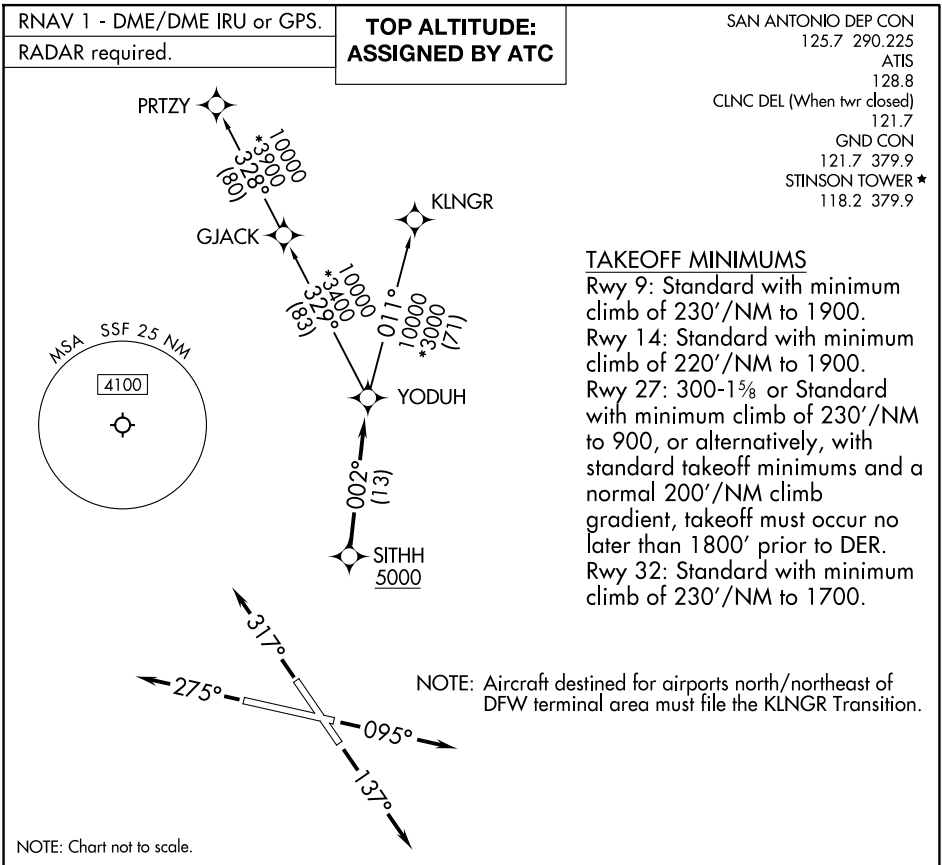 RNAV 1 - DME/DME IRU or GPS.
RADAR required.
TOP ALTITUDE:
ASSIGNED BY ATC
SAN ANTONIO DEP CON
125.7 290.225
ATIS
128.8
CLNC DEL (When twr closed)
121.7
GND CON
121.7 379.9
STINSON TOWER ★
118.2 379.9
PRTZY
10000
*3900
328°
(80)
GJACK
KLNGR
10000
*3400
329°
(83)
011°
10000
*3000
(71)
MSA SSF 25 NM
4100
YODUH
002°
(13)
SITHH
5000
TAKEOFF MINIMUMS
Rwy 9: Standard with minimum
climb of 230'/NM to 1900.
Rwy 14: Standard with minimum
climb of 220'/NM to 1900.
Rwy 27: 300-1⅝ or Standard
with minimum climb of 230'/NM
to 900, or alternatively, with
standard takeoff minimums and a
normal 200'/NM climb
gradient, takeoff must occur no
later than 1800' prior to DER.
Rwy 32: Standard with minimum
climb of 230'/NM to 1700.
317°
275°
095°
137°
NOTE: Aircraft destined for airports north/northeast of
DFW terminal area must file the KLNGR Transition.
NOTE: Chart not to scale.